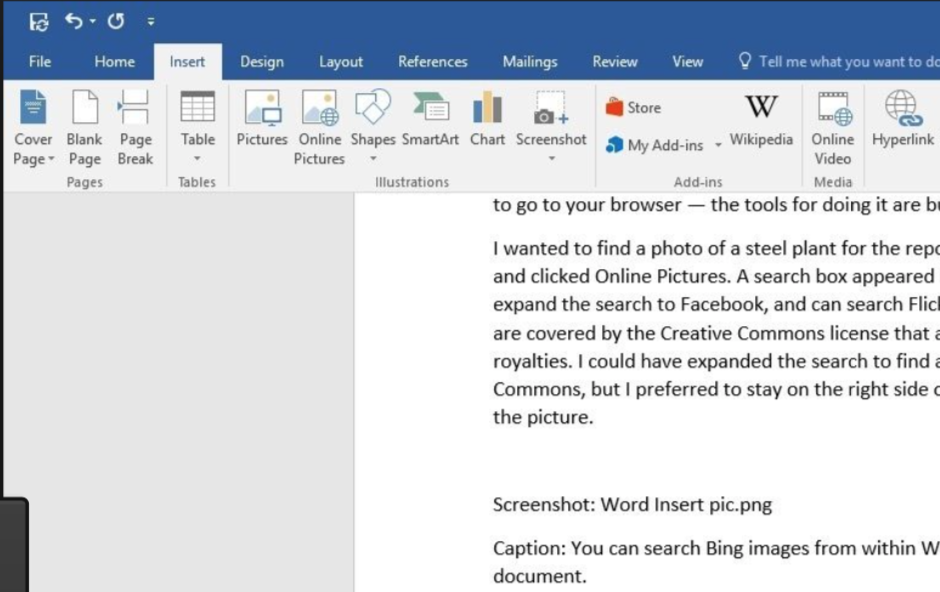 File Home Insert Design Layout References Mailings Review View Tell me what you want to do
Cover Page Blank Page Page Break Table Pictures Online Pictures Shapes SmartArt Chart Screenshot Store My Add-ins W Wikipedia Online Video Hyperlink
Pages Tables Illustrations Add-ins Media
to go to your browser — the tools for doing it are
I wanted to find a photo of a steel plant for the
and clicked Online Pictures. A search box appeared
expand the search to Facebook, and can search
are covered by the Creative Commons license that
royalties. I could have expanded the search to find
Commons, but I preferred to stay on the right side
the picture.
Screenshot: Word Insert pic.png
Caption: You can search Bing images from within
document.